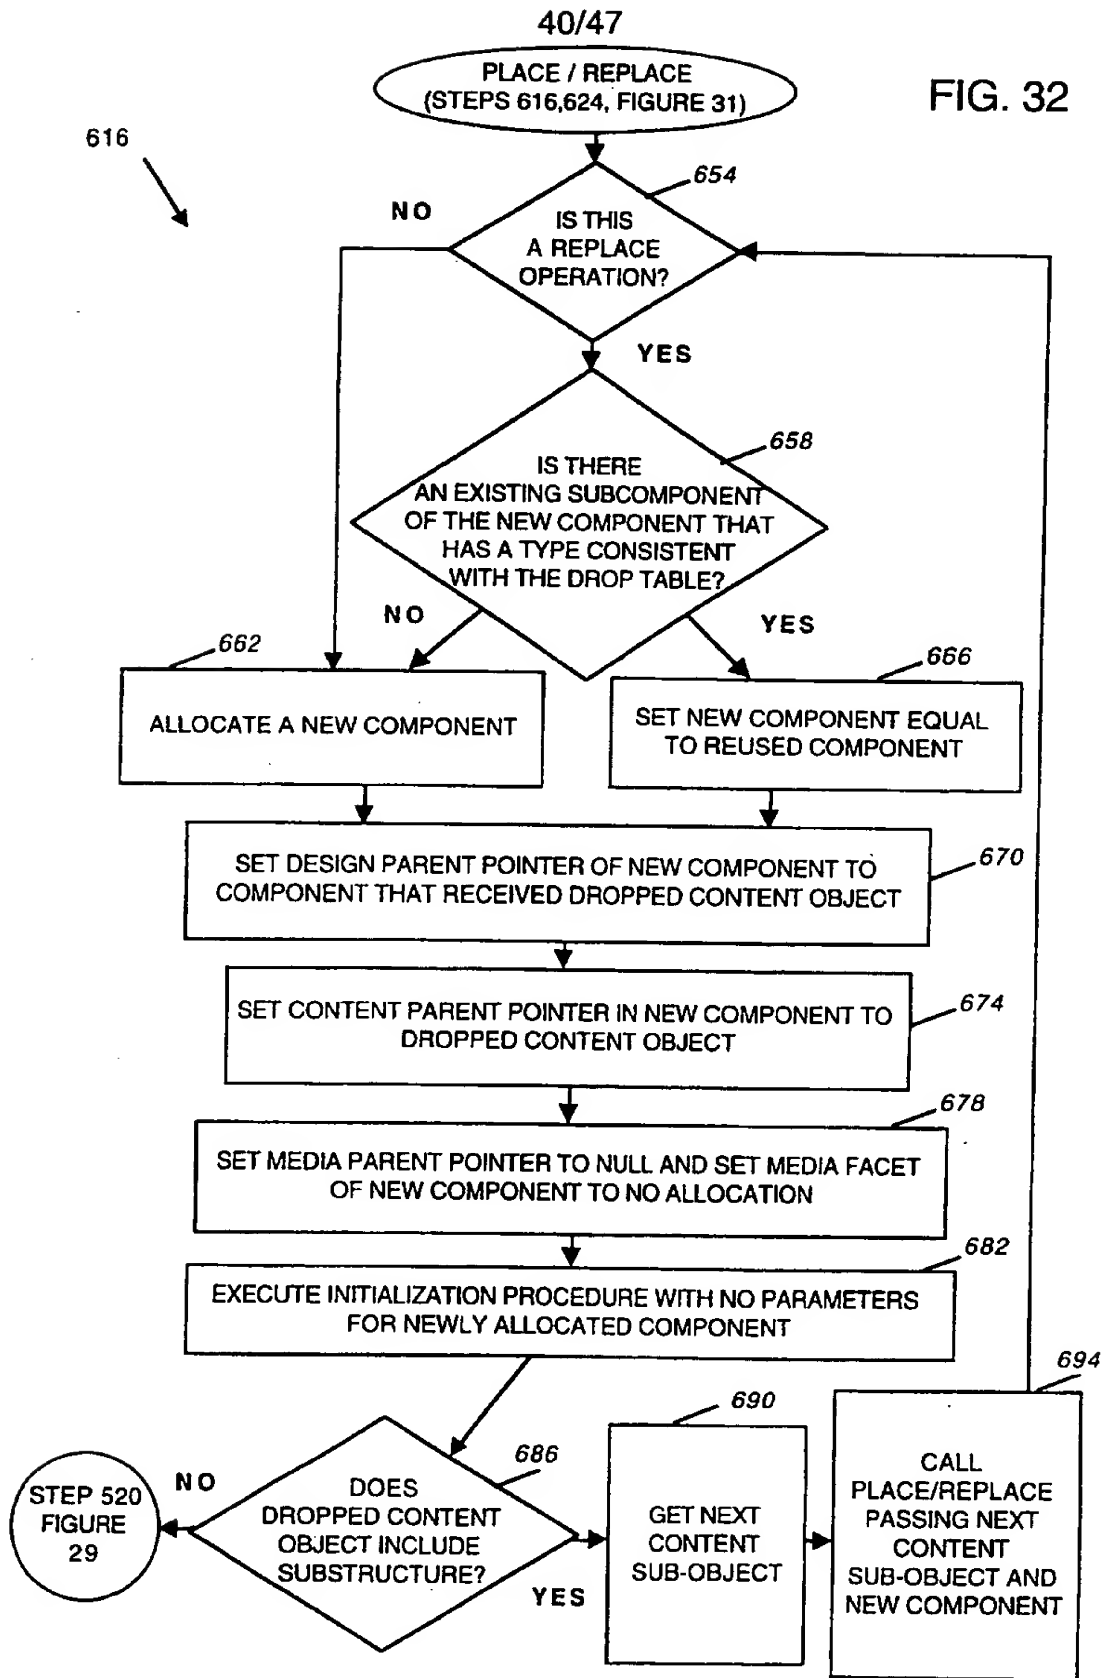 40/47
PLACE / REPLACE
(STEPS 616,624, FIGURE 31)
FIG. 32
616
654
NO
IS THIS
A REPLACE
OPERATION?
YES
658
IS THERE
AN EXISTING SUBCOMPONENT
OF THE NEW COMPONENT THAT
HAS A TYPE CONSISTENT
WITH THE DROP TABLE?
NO
YES
662
666
ALLOCATE A NEW COMPONENT
SET NEW COMPONENT EQUAL
TO REUSED COMPONENT
SET DESIGN PARENT POINTER OF NEW COMPONENT TO
COMPONENT THAT RECEIVED DROPPED CONTENT OBJECT
670
SET CONTENT PARENT POINTER IN NEW COMPONENT TO
DROPPED CONTENT OBJECT
674
678
SET MEDIA PARENT POINTER TO NULL AND SET MEDIA FACET
OF NEW COMPONENT TO NO ALLOCATION
682
EXECUTE INITIALIZATION PROCEDURE WITH NO PARAMETERS
FOR NEWLY ALLOCATED COMPONENT
686
NO
STEP 520
FIGURE
29
DOES
DROPPED CONTENT
OBJECT INCLUDE
SUBSTRUCTURE?
YES
690
GET NEXT
CONTENT
SUB-OBJECT
694
CALL
PLACE/REPLACE
PASSING NEXT
CONTENT
SUB-OBJECT AND
NEW COMPONENT